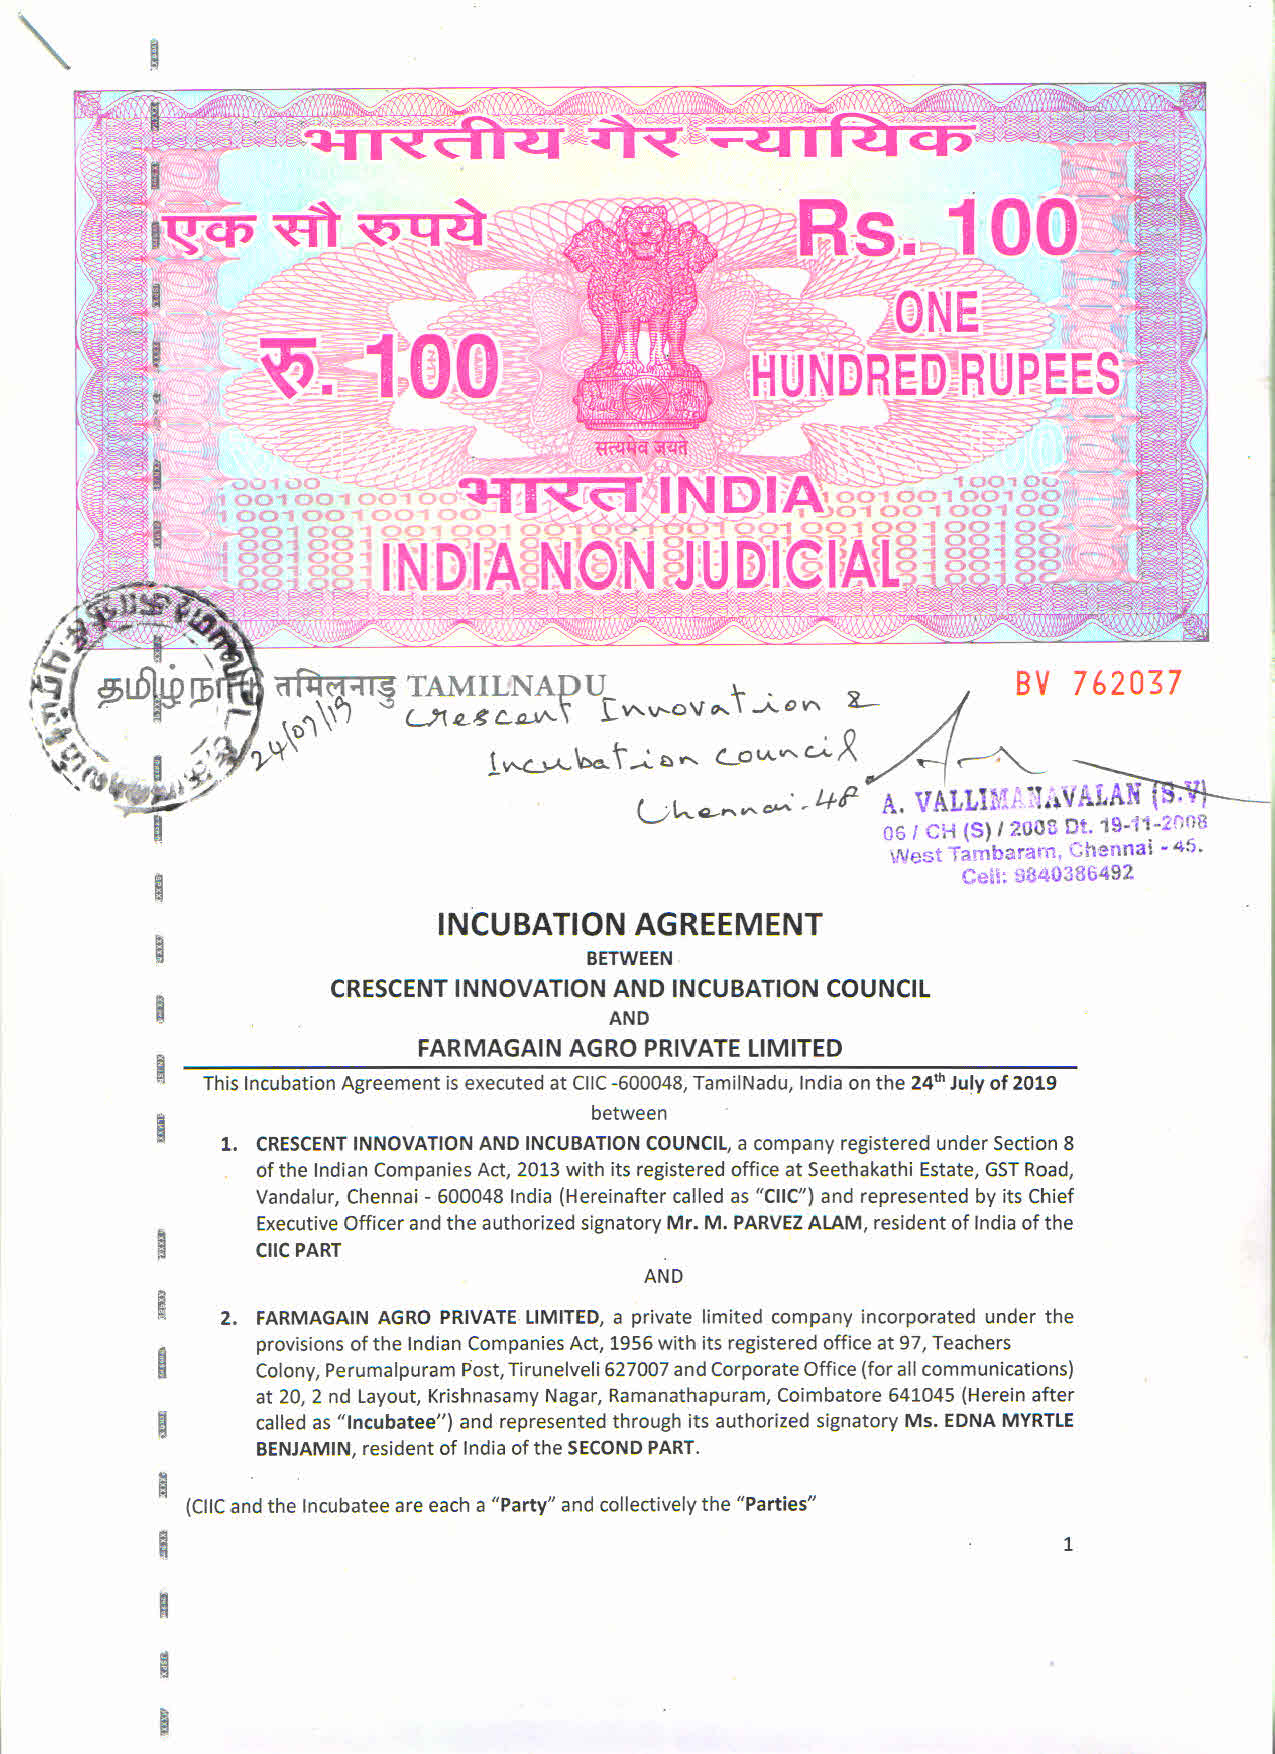 भारतीय गैर न्यायिक
एक सौ रुपये
Rs. 100
रु. 100
ONE
HUNDRED RUPEES
सत्यमेव जयते
भारत INDIA
INDIA NON JUDICIAL
தமிழ்நாடு तमिलनाडु TAMILNADU
BV 762037
24/07/19
Crescent Innovation &
Incubation council
Chennai-48
A. VALLIMANAVALAN (S.V)
06 / CH (S) / 2008 Dt. 19-11-2008
West Tambaram, Chennai - 45.
Cell: 9840386492
INCUBATION AGREEMENT
BETWEEN
CRESCENT INNOVATION AND INCUBATION COUNCIL
AND
FARMAGAIN AGRO PRIVATE LIMITED
This Incubation Agreement is executed at CIIC -600048, TamilNadu, India on the 24th July of 2019
between
1. CRESCENT INNOVATION AND INCUBATION COUNCIL, a company registered under Section 8
of the Indian Companies Act, 2013 with its registered office at Seethakathi Estate, GST Road,
Vandalur, Chennai - 600048 India (Hereinafter called as “CIIC”) and represented by its Chief
Executive Officer and the authorized signatory Mr. M. PARVEZ ALAM, resident of India of the
CIIC PART
AND
2. FARMAGAIN AGRO PRIVATE LIMITED, a private limited company incorporated under the
provisions of the Indian Companies Act, 1956 with its registered office at 97, Teachers
Colony, Perumalpuram Post, Tirunelveli 627007 and Corporate Office (for all communications)
at 20, 2 nd Layout, Krishnasamy Nagar, Ramanathapuram, Coimbatore 641045 (Herein after
called as “Incubatee”) and represented through its authorized signatory Ms. EDNA MYRTLE
BENJAMIN, resident of India of the SECOND PART.
(CIIC and the Incubatee are each a “Party” and collectively the “Parties”
1